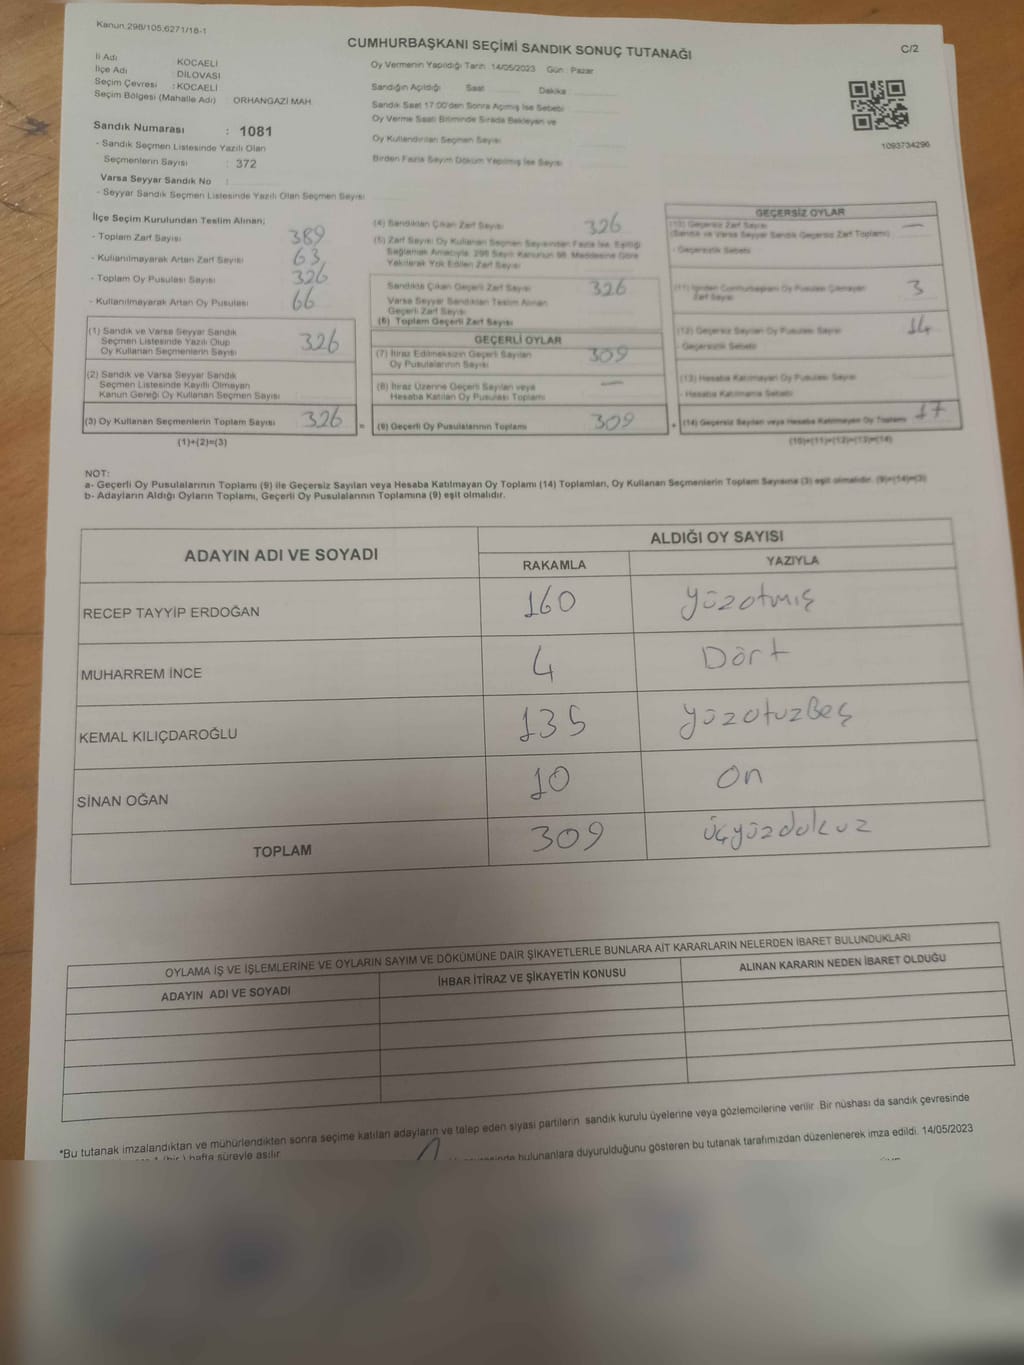 Kanun.298/105,6271/18-1
CUMHURBAŞKANI SEÇİMİ SANDIK SONUÇ TUTANAĞI
C/2
İl Adı : KOCAELİ
İlçe Adı : DİLOVASI
Seçim Çevresi : KOCAELİ
Seçim Bölgesi (Mahalle Adı) : ORHANGAZİ MAH.
Oy Vermenin Yapıldığı Tarih: 14/05/2023 Gün : Pazar
Sandığın Açıldığı Saat Dakika :
Sandık Saat 17:00'den Sonra Açılmış İse Sebebi
Oy Verme Saati Bitiminde Sırada Bekleyen ve
Oy Kullandırılan Seçmen Sayısı
Birden Fazla Sayım Döküm Yapılmış İse Sayısı
1093734296
Sandık Numarası : 1081
- Sandık Seçmen Listesinde Yazılı Olan
Seçmenlerin Sayısı : 372
Varsa Seyyar Sandık No :
- Seyyar Sandık Seçmen Listesinde Yazılı Olan Seçmen Sayısı
İlçe Seçim Kurulundan Teslim Alınan;
- Toplam Zarf Sayısı 389
- Kullanılmayarak Artan Zarf Sayısı 63
- Toplam Oy Pusulası Sayısı 326
- Kullanılmayarak Artan Oy Pusulası 66
(1) Sandık ve Varsa Seyyar Sandık
Seçmen Listesinde Yazılı Olup
Oy Kullanan Seçmenlerin Sayısı 326
(2) Sandık ve Varsa Seyyar Sandık
Seçmen Listesinde Kayıtlı Olmayan
Kanun Gereği Oy Kullanan Seçmen Sayısı
(3) Oy Kullanan Seçmenlerin Toplam Sayısı 326 =
(1)+(2)=(3)
(4) Sandıktan Çıkan Zarf Sayısı 326
(5) Zarf Sayısı Oy Kullanan Seçmen Sayısından Fazla İse, Eşitliği
Sağlamak Amacıyla, 298 Sayılı Kanunun 98. Maddesine Göre
Yakılarak Yok Edilen Zarf Sayısı
Sandıkta Çıkan Geçerli Zarf Sayısı 326
Varsa Seyyar Sandıktan Teslim Alınan
Geçerli Zarf Sayısı
(6) Toplam Geçerli Zarf Sayısı
GEÇERLİ OYLAR
(7) İtiraz Edilmeksizin Geçerli Sayılan
Oy Pusulalarının Sayısı 309
(8) İtiraz Üzerine Geçerli Sayılan veya
Hesaba Katılan Oy Pusulası Toplamı —
(9) Geçerli Oy Pusulalarının Toplamı 309 +
GEÇERSİZ OYLAR
(10) Geçersiz Zarf Sayısı —
(Sandık ve Varsa Seyyar Sandık Geçersiz Zarf Toplamı)
- Geçersizlik Sebebi
(11) İçinden Cumhurbaşkanı Oy Pusulası Çıkmayan
Zarf Sayısı 3
(12) Geçersiz Sayılan Oy Pusulası Sayısı 14
- Geçersizlik Sebebi
(13) Hesaba Katılmayan Oy Pusulası Sayısı
- Hesaba Katılmama Sebebi
(14) Geçersiz Sayılan veya Hesaba Katılmayan Oy Toplamı 17
(10)+(11)+(12)+(13)=(14)
NOT:
a- Geçerli Oy Pusulalarının Toplamı (9) ile Geçersiz Sayılan veya Hesaba Katılmayan Oy Toplamı (14) Toplamları, Oy Kullanan Seçmenlerin Toplam Sayısına (3) eşit olmalıdır. (9)+(14)=(3)
b- Adayların Aldığı Oyların Toplamı, Geçerli Oy Pusulalarının Toplamına (9) eşit olmalıdır.
ADAYIN ADI VE SOYADI
ALDIĞI OY SAYISI
RAKAMLA YAZIYLA
RECEP TAYYİP ERDOĞAN 160 yüzatmış
MUHARREM İNCE 4 Dört
KEMAL KILIÇDAROĞLU 135 yüzotuzBeş
SİNAN OĞAN 10 on
TOPLAM 309 üçyüzdokuz
OYLAMA İŞ VE İŞLEMLERİNE VE OYLARIN SAYIM VE DÖKÜMÜNE DAİR ŞİKAYETLERLE BUNLARA AİT KARARLARIN NELERDEN İBARET BULUNDUKLARI
ADAYIN ADI VE SOYADI İHBAR İTİRAZ VE ŞİKAYETİN KONUSU ALINAN KARARIN NEDEN İBARET OLDUĞU
*Bu tutanak imzalandıktan ve mühürlendikten sonra seçime katılan adayların ve talep eden siyasi partilerin sandık kurulu üyelerine veya gözlemcilerine verilir. Bir nüshası da sandık çevresinde
1 (bir) hafta süreyle asılır.
bulunanlara duyurulduğunu gösteren bu tutanak tarafımızdan düzenlenerek imza edildi. 14/05/2023